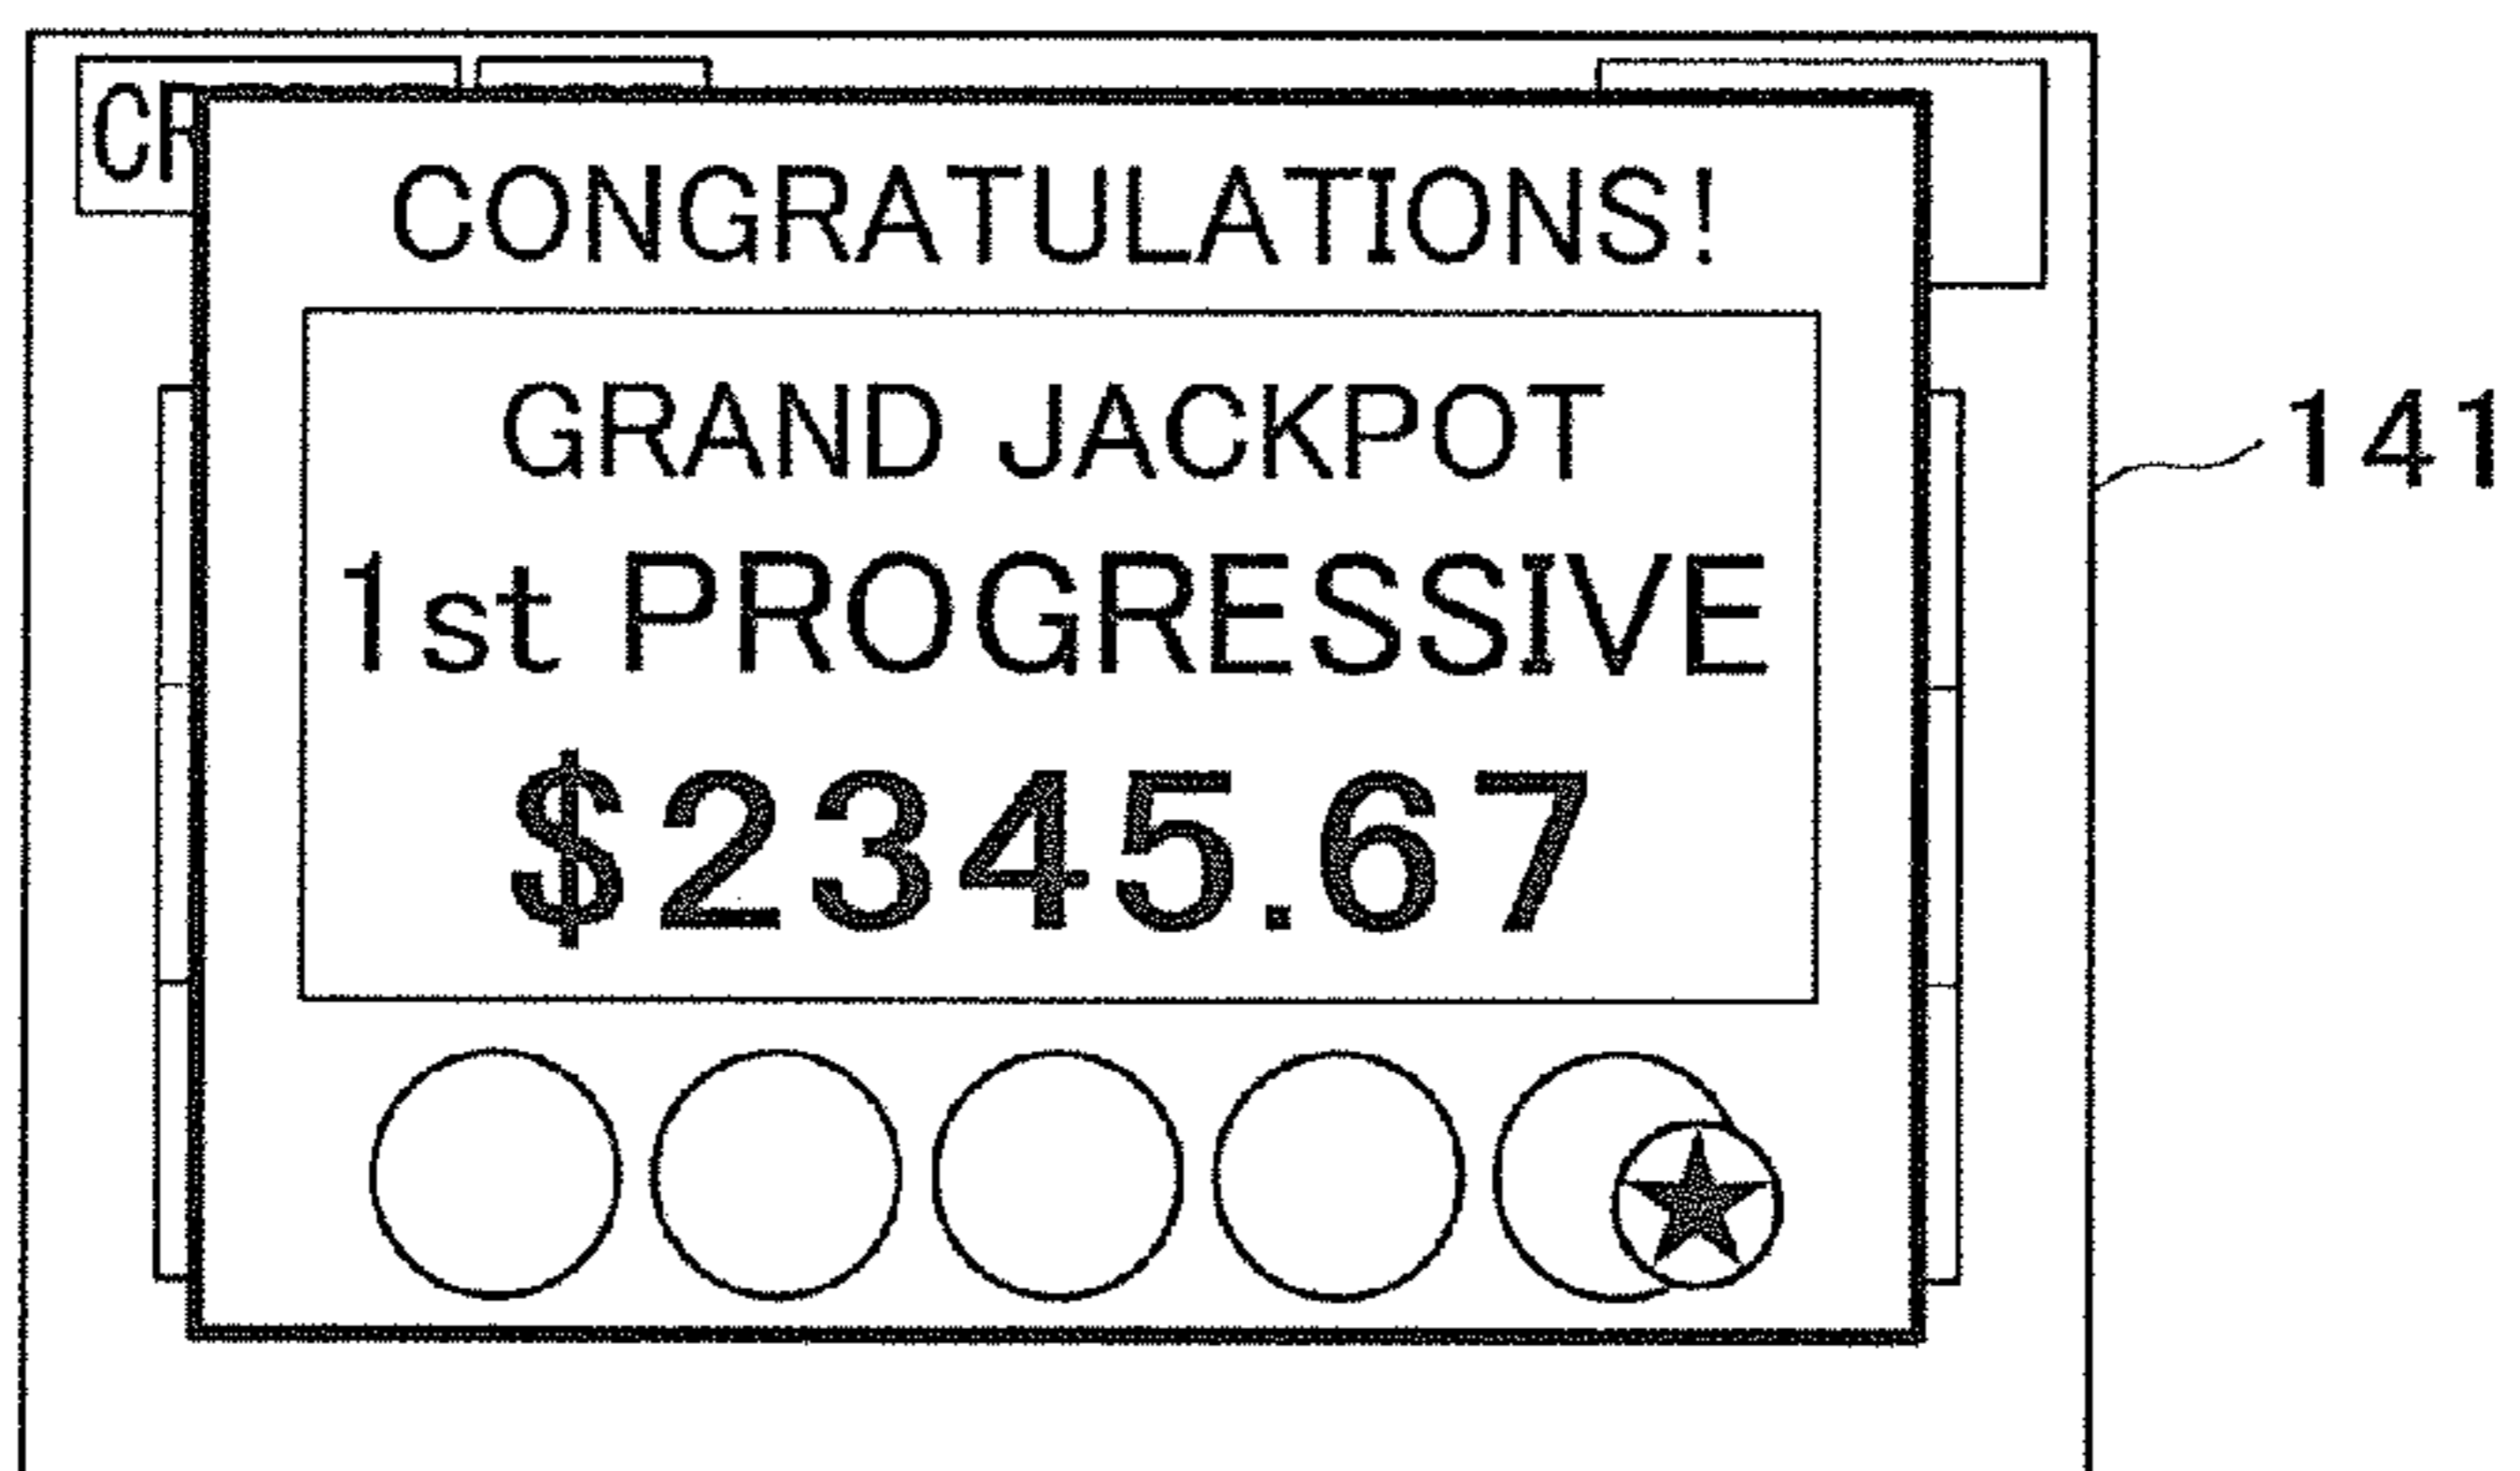 CONGRATULATIONS!
GRAND JACKPOT
1st PROGRESSIVE
$2345.67
141